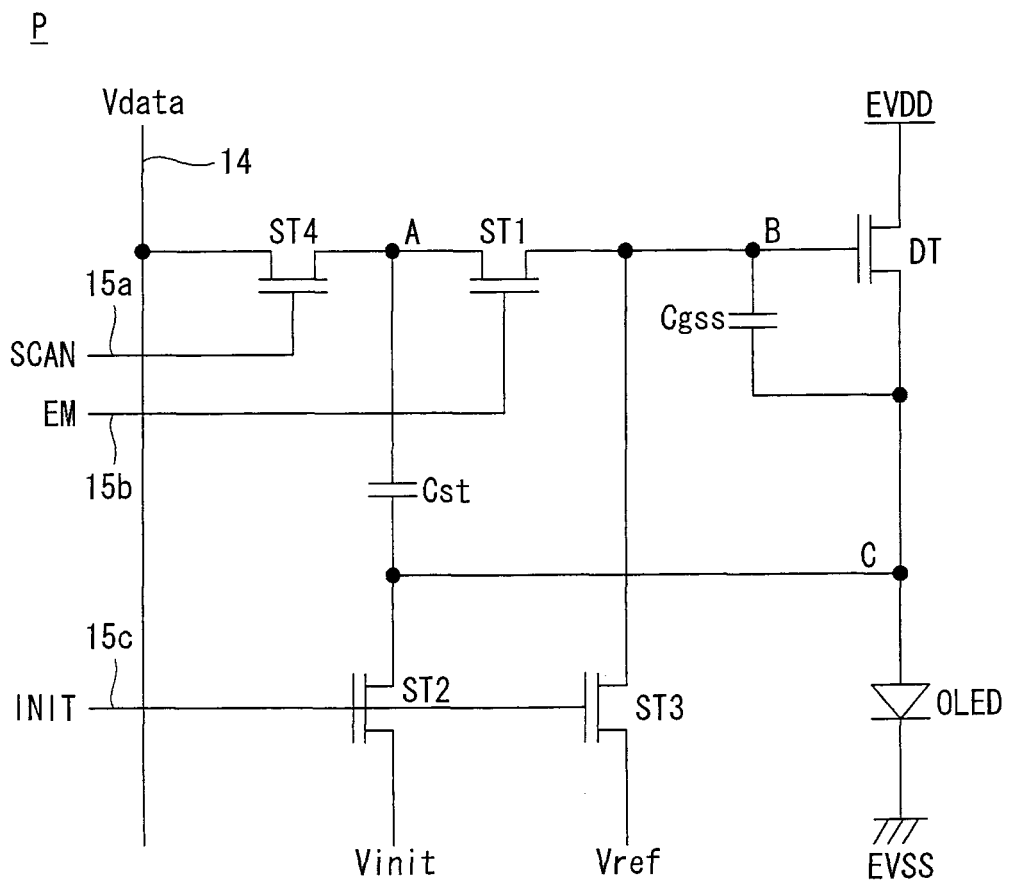 P
Vdata
EVDD
14
ST4
A
ST1
B
DT
15a
Cgss
SCAN
EM
15b
Cst
C
15c
INIT
ST2
ST3
OLED
Vinit
Vref
EVSS